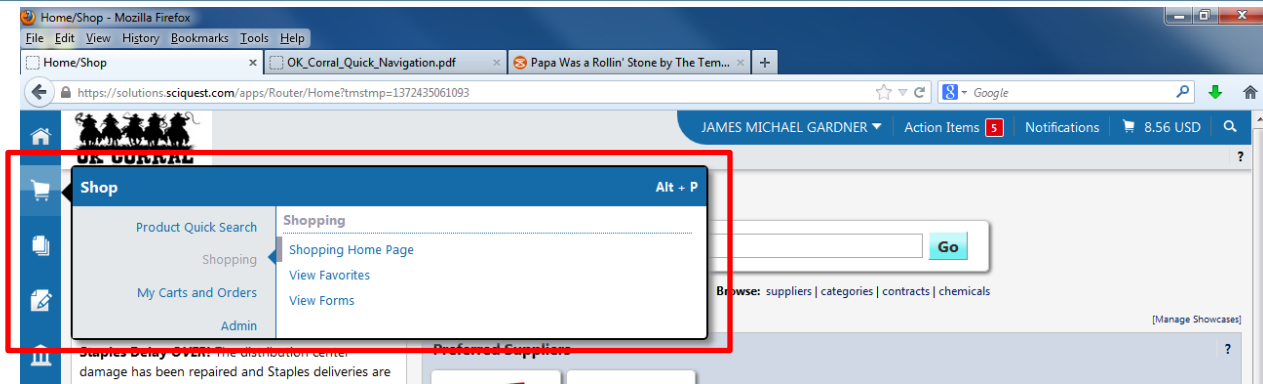 Home/Shop - Mozilla Firefox
File Edit View History Bookmarks Tools Help
Home/Shop × OK_Corral_Quick_Navigation.pdf × Papa Was a Rollin' Stone by The Tem... × +
https://solutions.sciquest.com/apps/Router/Home?tmstmp=1372435061093 8 Google
JAMES MICHAEL GARDNER ▼ Action Items 5 Notifications 8.56 USD
OK CORRAL
?
Shop Alt + P
Product Quick Search
Shopping
My Carts and Orders
Admin
Shopping
Shopping Home Page
View Favorites
View Forms
Go
Browse: suppliers | categories | contracts | chemicals
[Manage Showcases]
Staples Delay OVER! The distribution center
damage has been repaired and Staples deliveries are
Preferred Suppliers ?